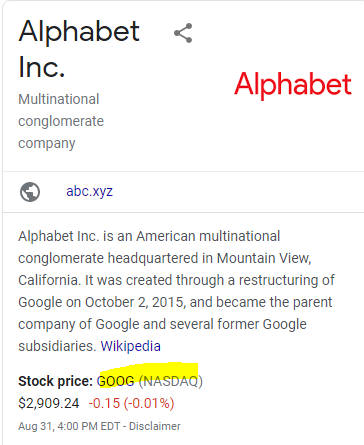 Alphabet
Inc.
Alphabet
Multinational
conglomerate
company
abc.xyz
Alphabet Inc. is an American multinational
conglomerate headquartered in Mountain View,
California. It was created through a restructuring of
Google on October 2, 2015, and became the parent
company of Google and several former Google
subsidiaries. Wikipedia
Stock price: GOOG (NASDAQ)
$2,909.24 -0.15 (-0.01%)
Aug 31, 4:00 PM EDT - Disclaimer